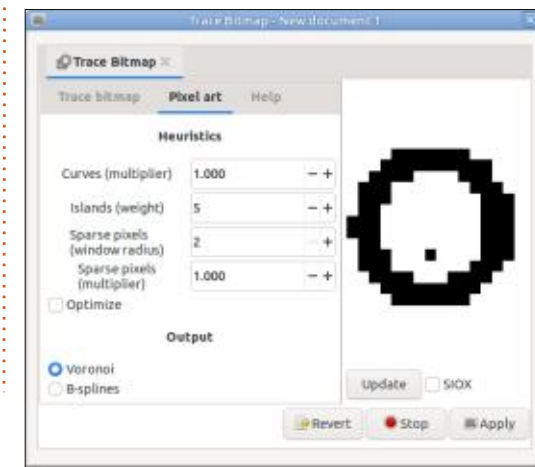 Trace Bitmap - New document 1
Trace Bitmap
Trace bitmap Pixel art Help
Heuristics
Curves (multiplier) 1.000 - +
Islands (weight) 5 - +
Sparse pixels
(window radius) 2 - +
Sparse pixels
(multiplier) 1.000 - +
Optimize
Output
Voronoi
B-splines
Update SIOX
Revert Stop Apply